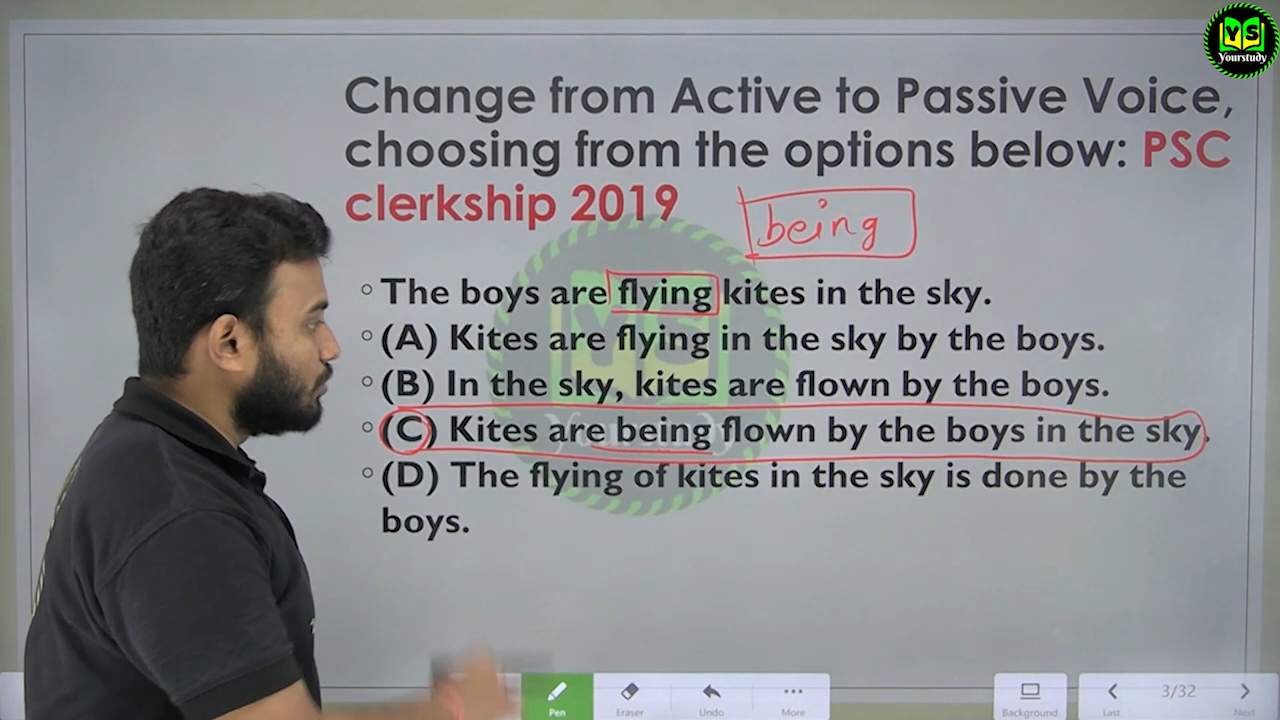 YS
Yourstudy
Change from Active to Passive Voice,
choosing from the options below: PSC
clerkship 2019
being
The boys are flying kites in the sky.
(A) Kites are flying in the sky by the boys.
(B) In the sky, kites are flown by the boys.
(C) Kites are being flown by the boys in the sky.
(D) The flying of kites in the sky is done by the
boys.
YS
Yourstudy
Pen
Eraser
Undo
More
Background
Last
3/32
Next